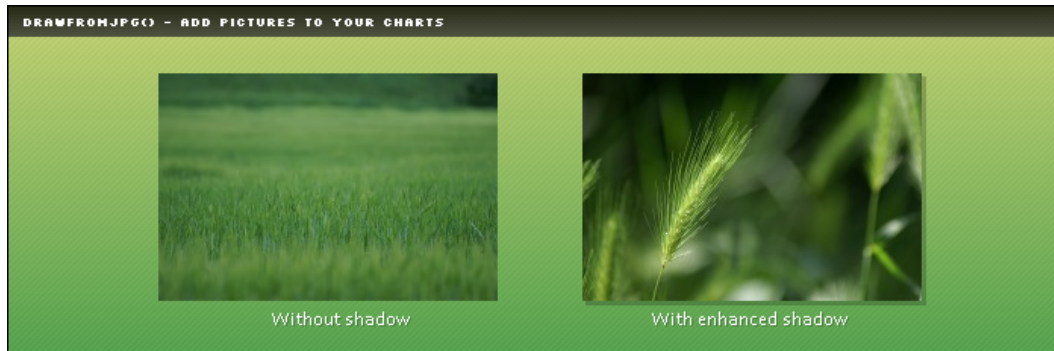 DRAWFROMJPG() - ADD PICTURES TO YOUR CHARTS
Without shadow
With enhanced shadow